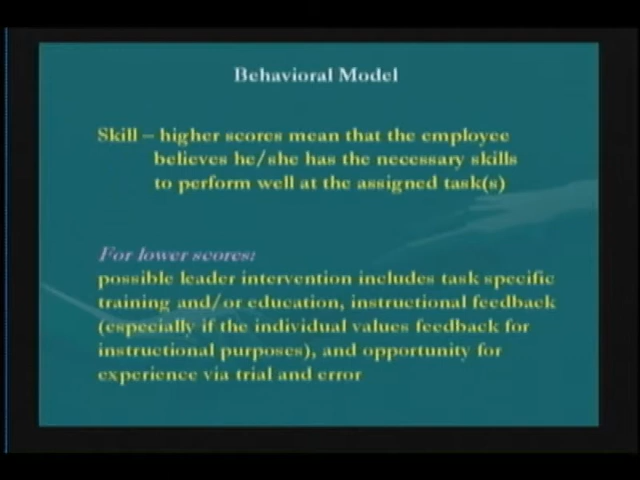 Behavioral Model
Skill – higher scores mean that the employee
believes he/she has the necessary skills
to perform well at the assigned task(s)
For lower scores:
possible leader intervention includes task specific
training and/or education, instructional feedback
(especially if the individual values feedback for
instructional purposes), and opportunity for
experience via trial and error